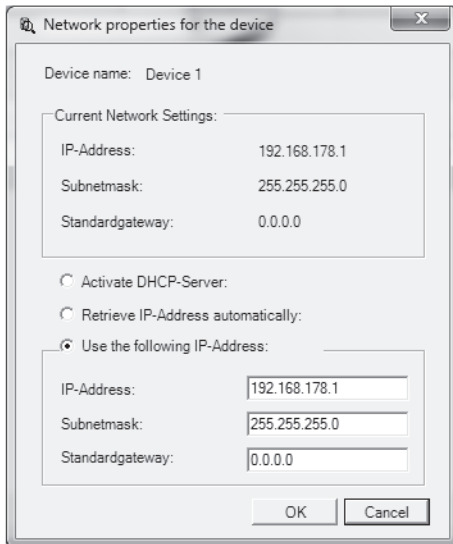 Network properties for the device
x
Device name: Device 1
Current Network Settings:
IP-Address: 192.168.178.1
Subnetmask: 255.255.255.0
Standardgateway: 0.0.0.0
Activate DHCP-Server:
Retrieve IP-Address automatically:
Use the following IP-Address:
IP-Address: 192.168.178.1
Subnetmask: 255.255.255.0
Standardgateway: 0.0.0.0
OK Cancel